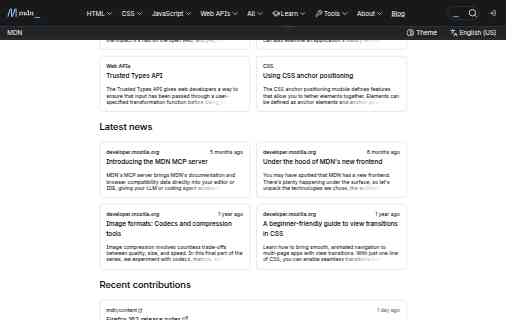 mdn_
HTML CSS JavaScript Web APIs All Learn Tools About Blog
MDN Theme English (US)
Web APIs
Trusted Types API
The Trusted Types API gives web developers a way to
ensure that input has been passed through a user-
specified transformation function before being
CSS
Using CSS anchor positioning
The CSS anchor positioning module defines features
that allow you to tether elements together. Elements can
be defined as anchor elements and anchor-
Latest news
developer.mozilla.org 5 months ago
Introducing the MDN MCP server
MDN's MCP server brings MDN's documentation and
browser compatibility data directly into your editor or
IDE, giving your LLM or coding agent
developer.mozilla.org 6 months ago
Under the hood of MDN's new frontend
You may have spotted that MDN has a new frontend.
There's plenty happening under the surface, so let's
unpack the technologies we chose, the
developer.mozilla.org 1 year ago
Image formats: Codecs and compression
tools
Image compression involves countless trade-offs
between quality, size, and speed. In this final part of the
series, we experiment with codecs, metrics,
developer.mozilla.org 1 year ago
A beginner-friendly guide to view transitions
in CSS
Learn how to bring smooth, animated navigation to
multi-page apps with view transitions. With just one line
of CSS, you can enable seamless transitions
Recent contributions
mdn/content 1 day ago